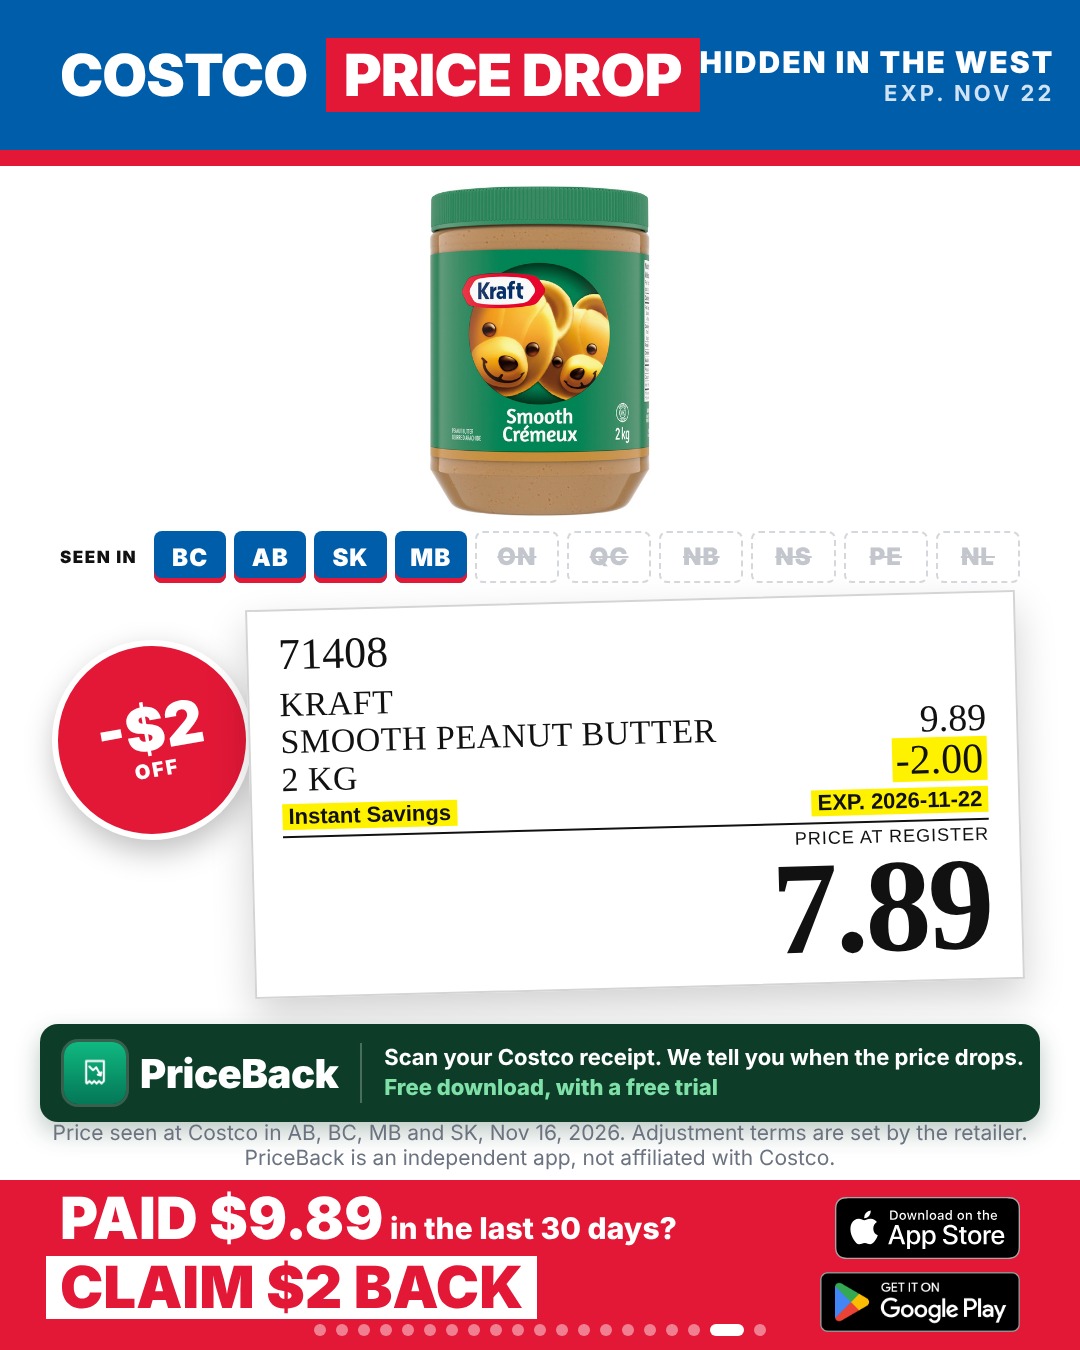 COSTCO PRICE DROP
HIDDEN IN THE WEST
EXP. NOV 22
Kraft
Smooth
Crémeux
2kg
SEEN IN BC AB SK MB ON QC NB NS PE NL
71408
KRAFT
SMOOTH PEANUT BUTTER
2 KG
Instant Savings
9.89
-2.00
EXP. 2026-11-22
PRICE AT REGISTER
7.89
-$2
OFF
PriceBack
Scan your Costco receipt. We tell you when the price drops.
Free download, with a free trial
Price seen at Costco in AB, BC, MB and SK, Nov 16, 2026. Adjustment terms are set by the retailer.
PriceBack is an independent app, not affiliated with Costco.
PAID $9.89 in the last 30 days?
CLAIM $2 BACK
Download on the
App Store
GET IT ON
Google Play